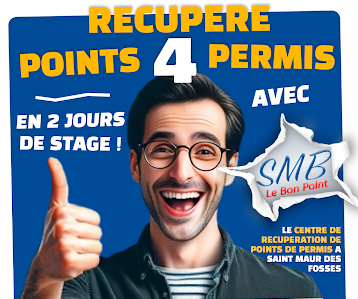 RECUPERE
POINTS 4 PERMIS
EN 2 JOURS
DE STAGE !
AVEC
SMB
Le Bon Point
LE CENTRE DE
RECUPERATION DE
POINTS DE PERMIS A
SAINT MAUR DES
FOSSES